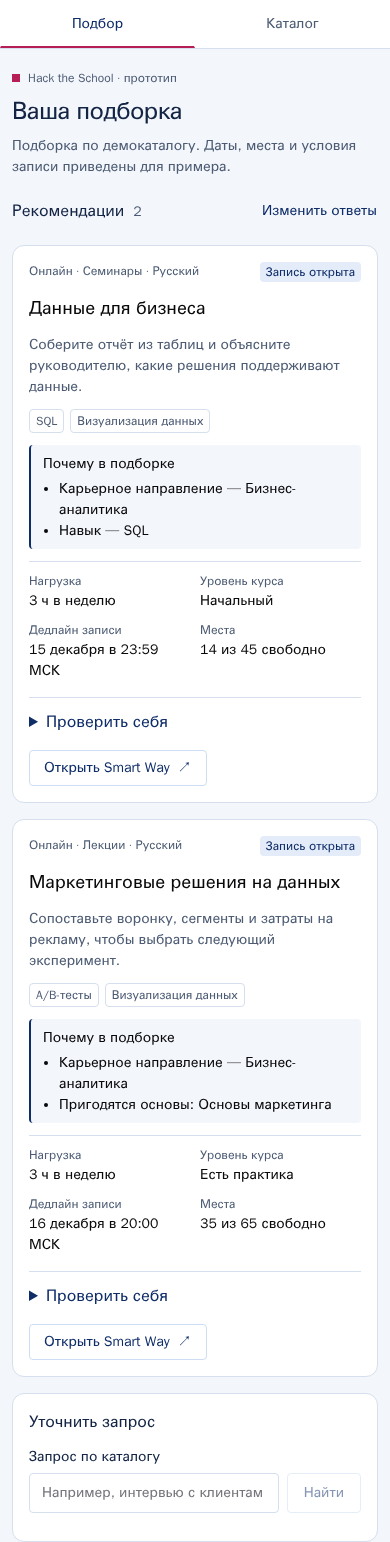 Подбор
Каталог
Hack the School · прототип
Ваша подборка
Подборка по демокаталогу. Даты, места и условия
записи приведены для примера.
Рекомендации 2
Изменить ответы
Онлайн · Семинары · Русский
Запись открыта
Данные для бизнеса
Соберите отчёт из таблиц и объясните
руководителю, какие решения поддерживают
данные.
SQL
Визуализация данных
Почему в подборке
• Карьерное направление — Бизнес-
аналитика
• Навык — SQL
Нагрузка
3 ч в неделю
Уровень курса
Начальный
Дедлайн записи
15 декабря в 23:59
МСК
Места
14 из 45 свободно
▶ Проверить себя
Открыть Smart Way ↗
Онлайн · Лекции · Русский
Запись открыта
Маркетинговые решения на данных
Сопоставьте воронку, сегменты и затраты на
рекламу, чтобы выбрать следующий
эксперимент.
A/B-тесты
Визуализация данных
Почему в подборке
• Карьерное направление — Бизнес-
аналитика
• Пригодятся основы: Основы маркетинга
Нагрузка
3 ч в неделю
Уровень курса
Есть практика
Дедлайн записи
16 декабря в 20:00
МСК
Места
35 из 65 свободно
▶ Проверить себя
Открыть Smart Way ↗
Уточнить запрос
Запрос по каталогу
Например, интервью с клиентам
Найти